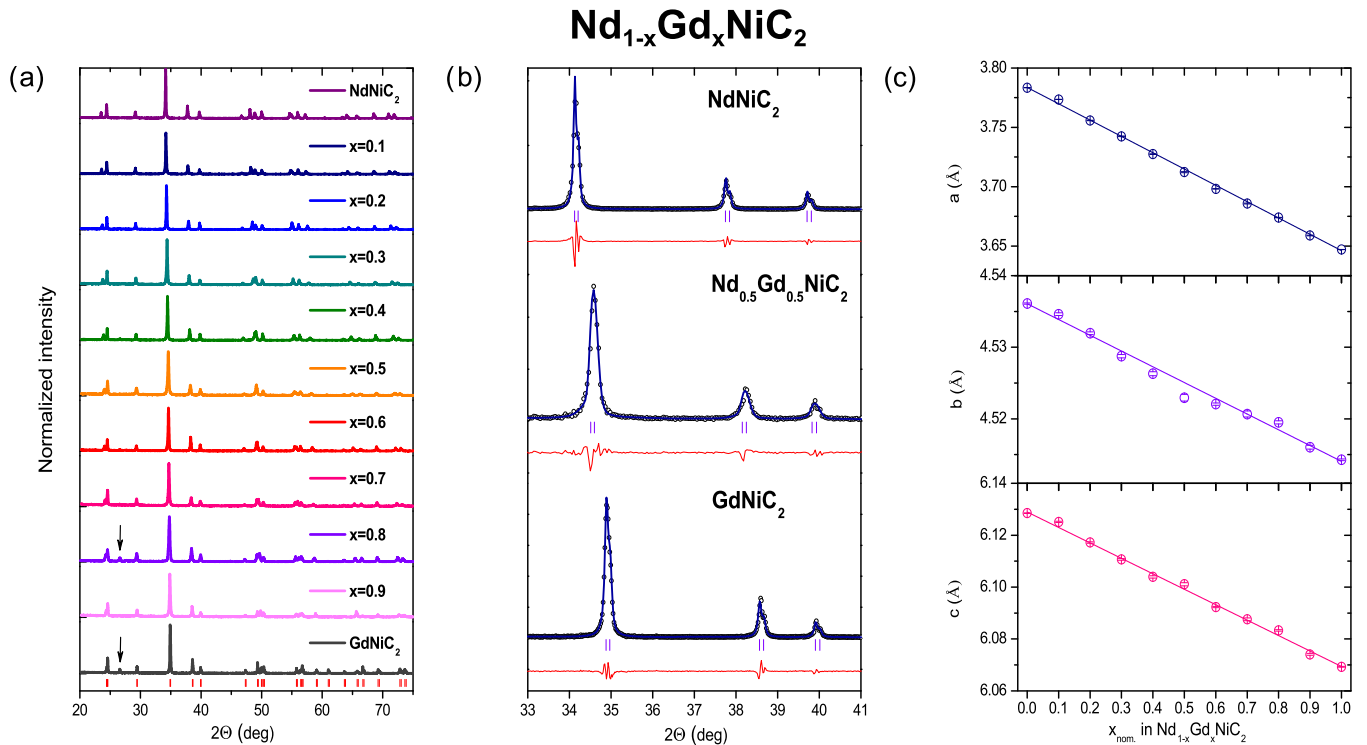 Nd1-xGdxNiC2
(a)
Normalized intensity
NdNiC2
x=0.1
x=0.2
x=0.3
x=0.4
x=0.5
x=0.6
x=0.7
x=0.8
x=0.9
GdNiC2
20 30 40 50 60 70
2Θ (deg)
(b)
NdNiC2
Nd0.5Gd0.5NiC2
GdNiC2
33 34 35 36 37 38 39 40 41
2Θ (deg)
(c)
3.80
3.75
3.70
3.65
a (Å)
4.54
4.53
4.52
b (Å)
6.14
6.12
6.10
6.08
6.06
c (Å)
0.0 0.1 0.2 0.3 0.4 0.5 0.6 0.7 0.8 0.9 1.0
xnom. in Nd1-xGdxNiC2